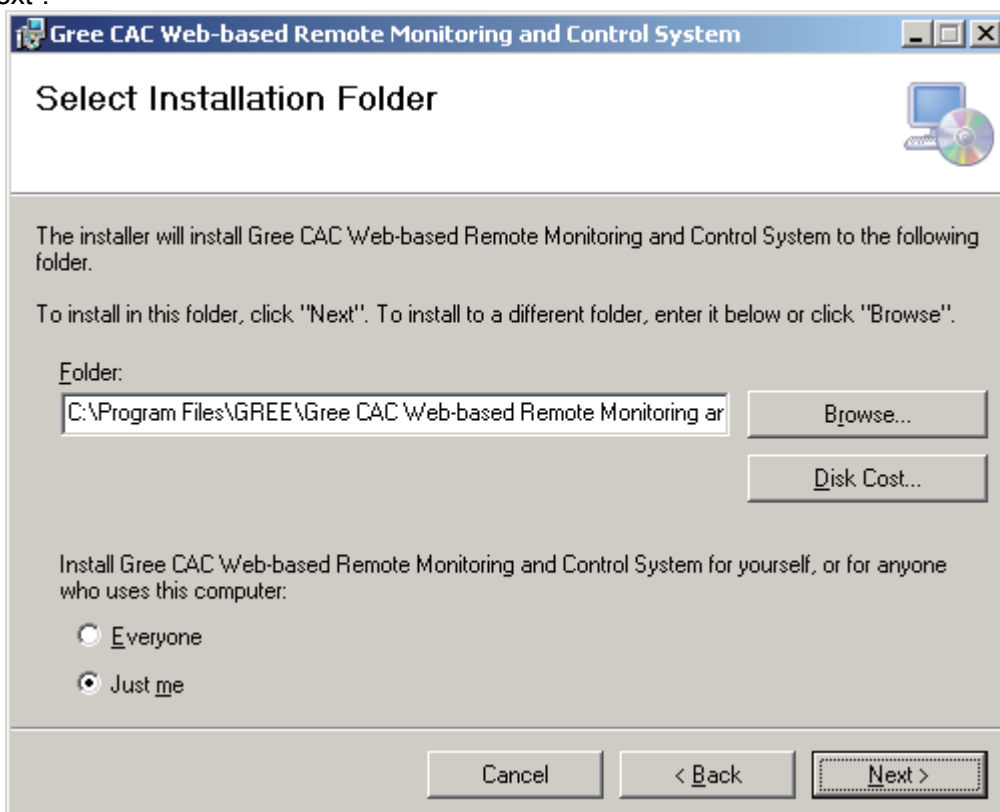 ext".
Gree CAC Web-based Remote Monitoring and Control System
Select Installation Folder
The installer will install Gree CAC Web-based Remote Monitoring and Control System to the following
folder.
To install in this folder, click "Next". To install to a different folder, enter it below or click "Browse".
Folder:
C:\Program Files\GREE\Gree CAC Web-based Remote Monitoring ar
Browse...
Disk Cost...
Install Gree CAC Web-based Remote Monitoring and Control System for yourself, or for anyone
who uses this computer:
Everyone
Just me
Cancel
< Back
Next >